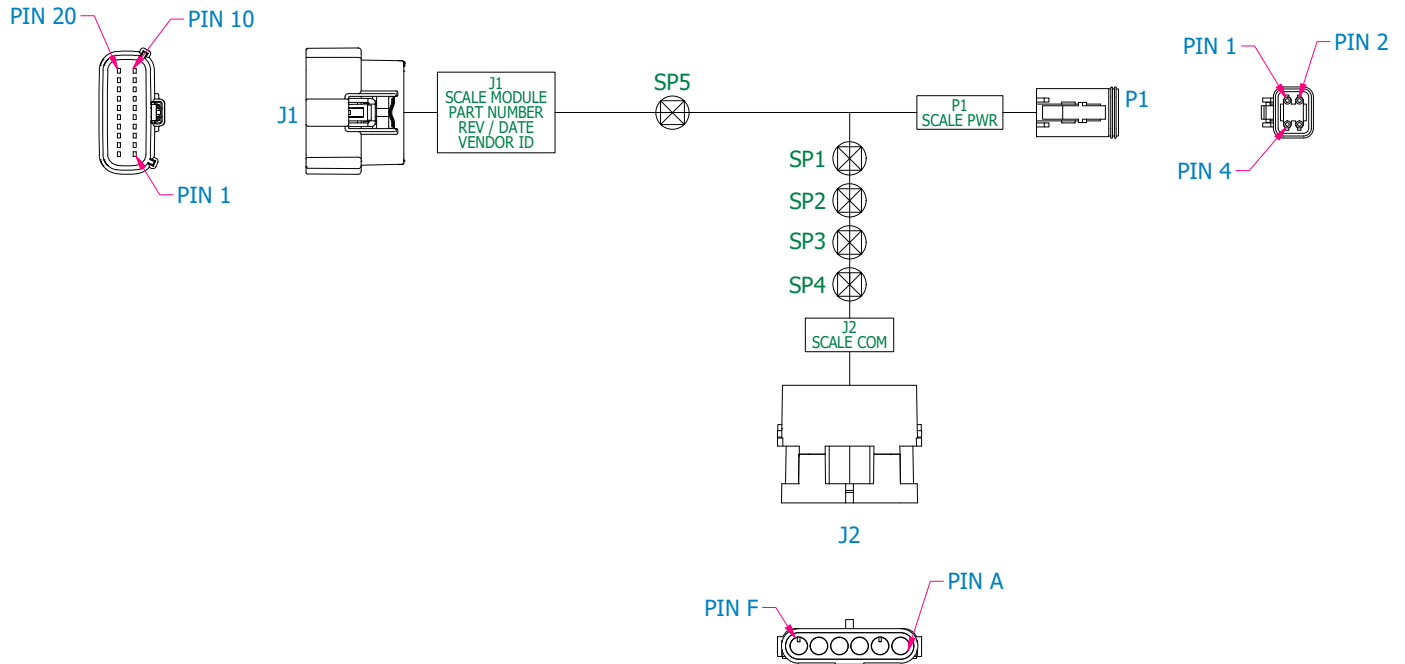 PIN 20
PIN 10
PIN 1
J1
J1
SCALE MODULE
PART NUMBER
REV / DATE
VENDOR ID
SP5
P1
SCALE PWR
P1
PIN 1
PIN 2
PIN 4
SP1
SP2
SP3
SP4
J2
SCALE COM
J2
PIN F
PIN A